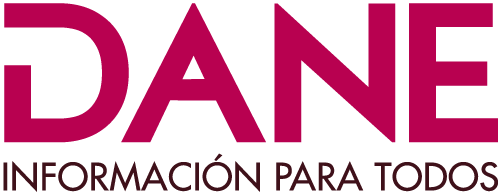 DANE
INFORMACIÓN PARA TODOS